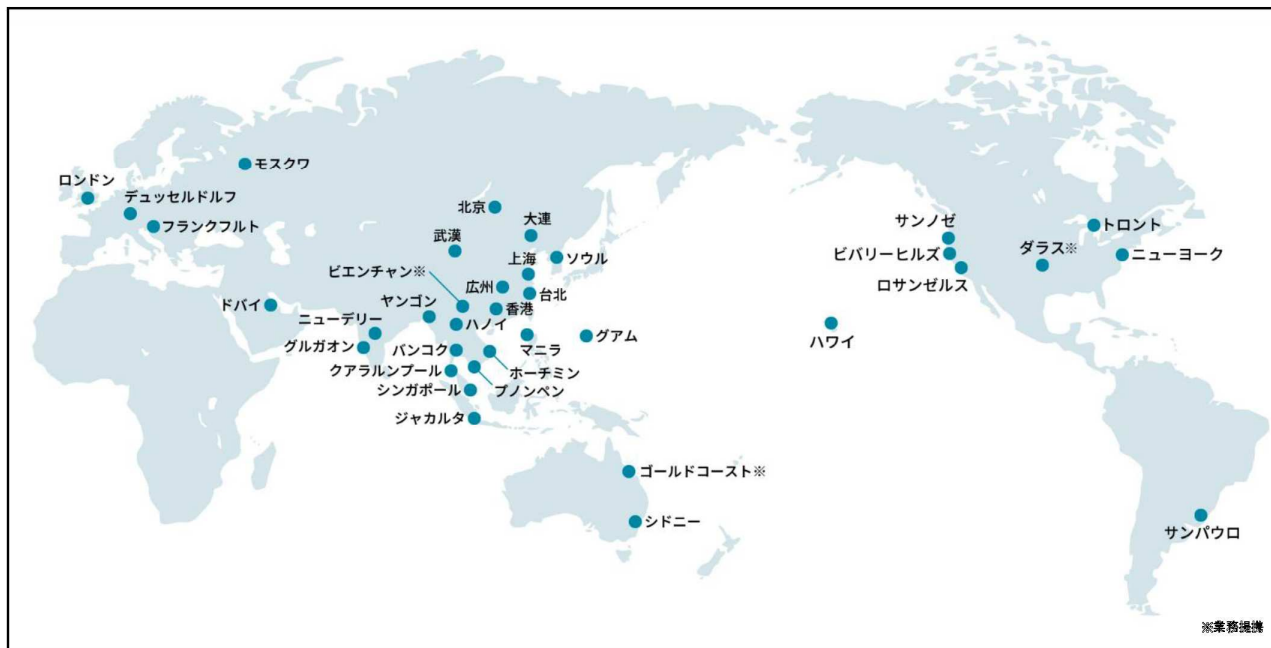 モスクワ
ロンドン
デュッセルドルフ
フランクフルト
北京
大連
武漢
ソウル
上海
ビエンチャン※
広州
台北
ヤンゴン
香港
ドバイ
ニューデリー
ハノイ
グルガオン
バンコク
マニラ
グアム
クアラルンプール
ホーチミン
シンガポール
プノンペン
ジャカルタ
ゴールドコースト※
シドニー
サンノゼ
トロント
ビバリーヒルズ
ダラス※
ニューヨーク
ロサンゼルス
ハワイ
サンパウロ
※業務提携